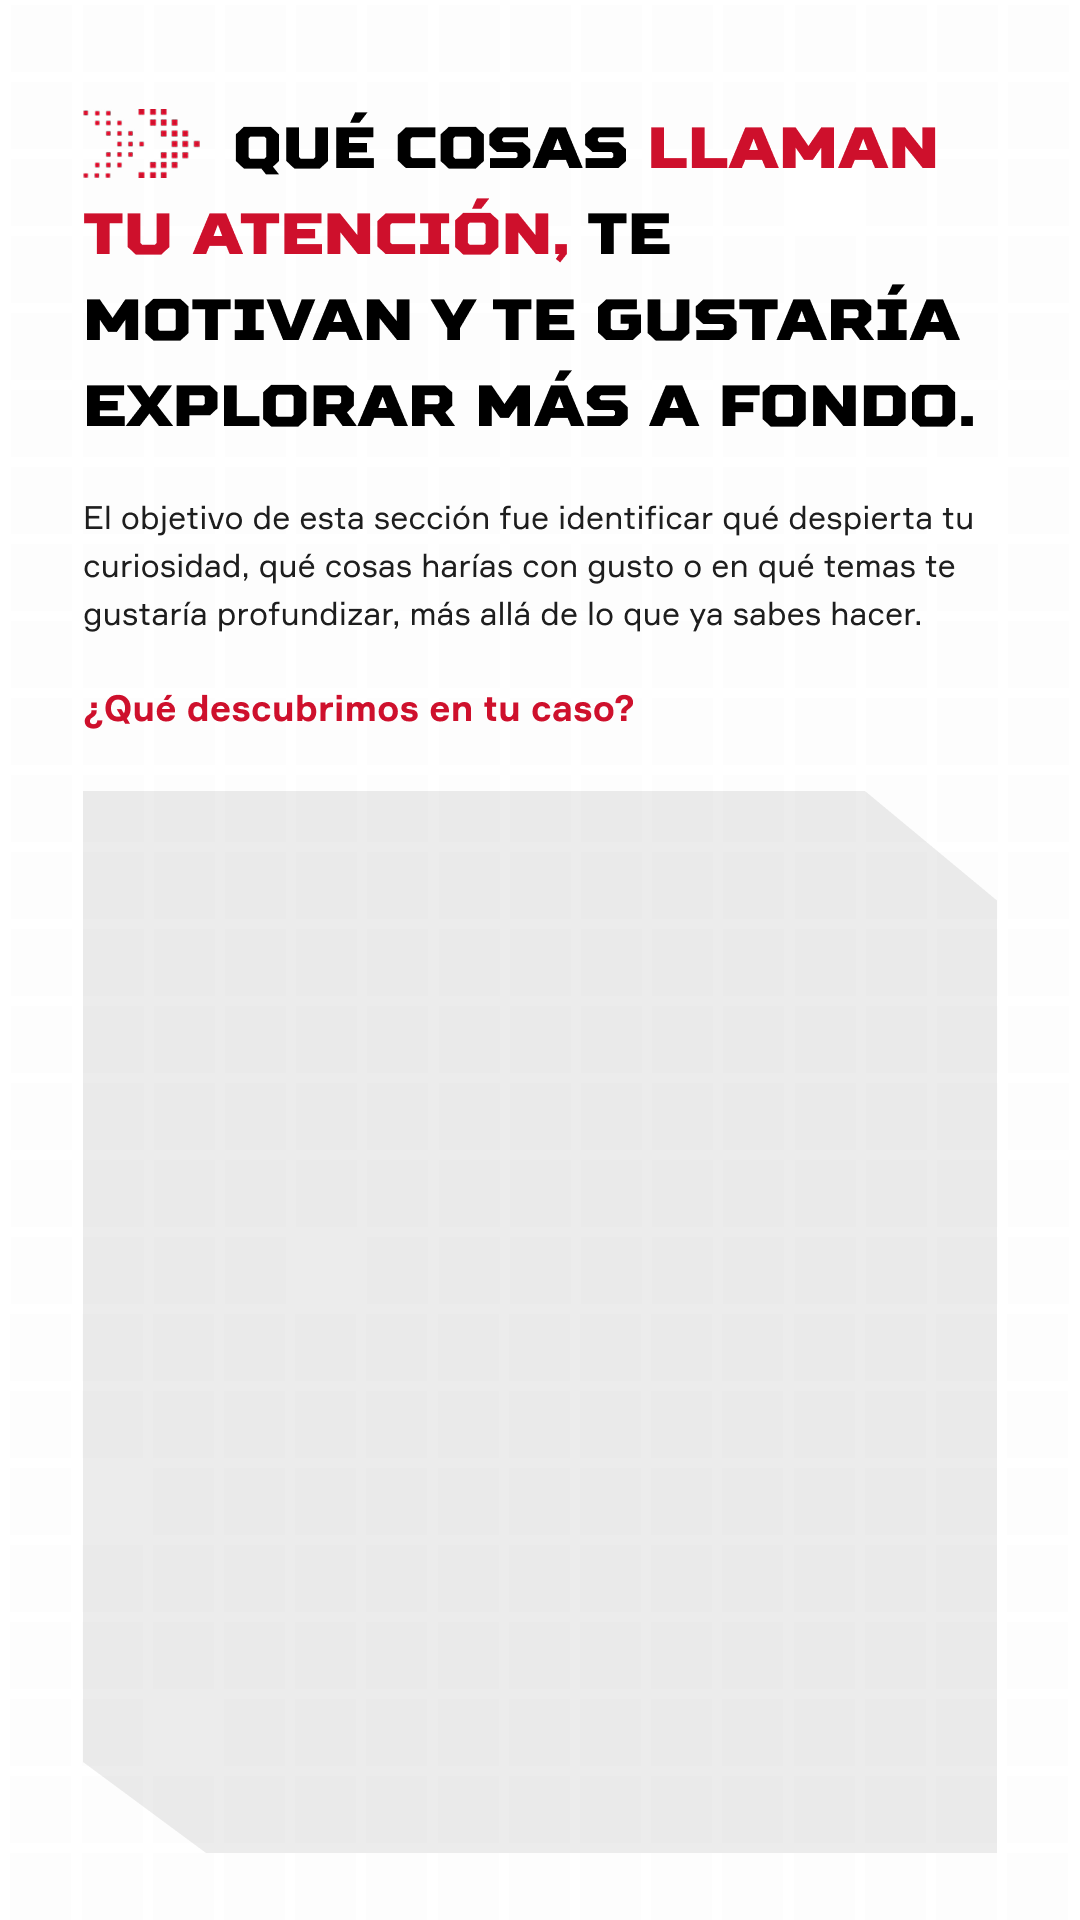 QUÉ COSAS LLAMAN
TU ATENCIÓN, TE
MOTIVAN Y TE GUSTARÍA
EXPLORAR MÁS A FONDO.
El objetivo de esta sección fue identificar qué despierta tu
curiosidad, qué cosas harías con gusto o en qué temas te
gustaría profundizar, más allá de lo que ya sabes hacer.
¿Qué descubrimos en tu caso?